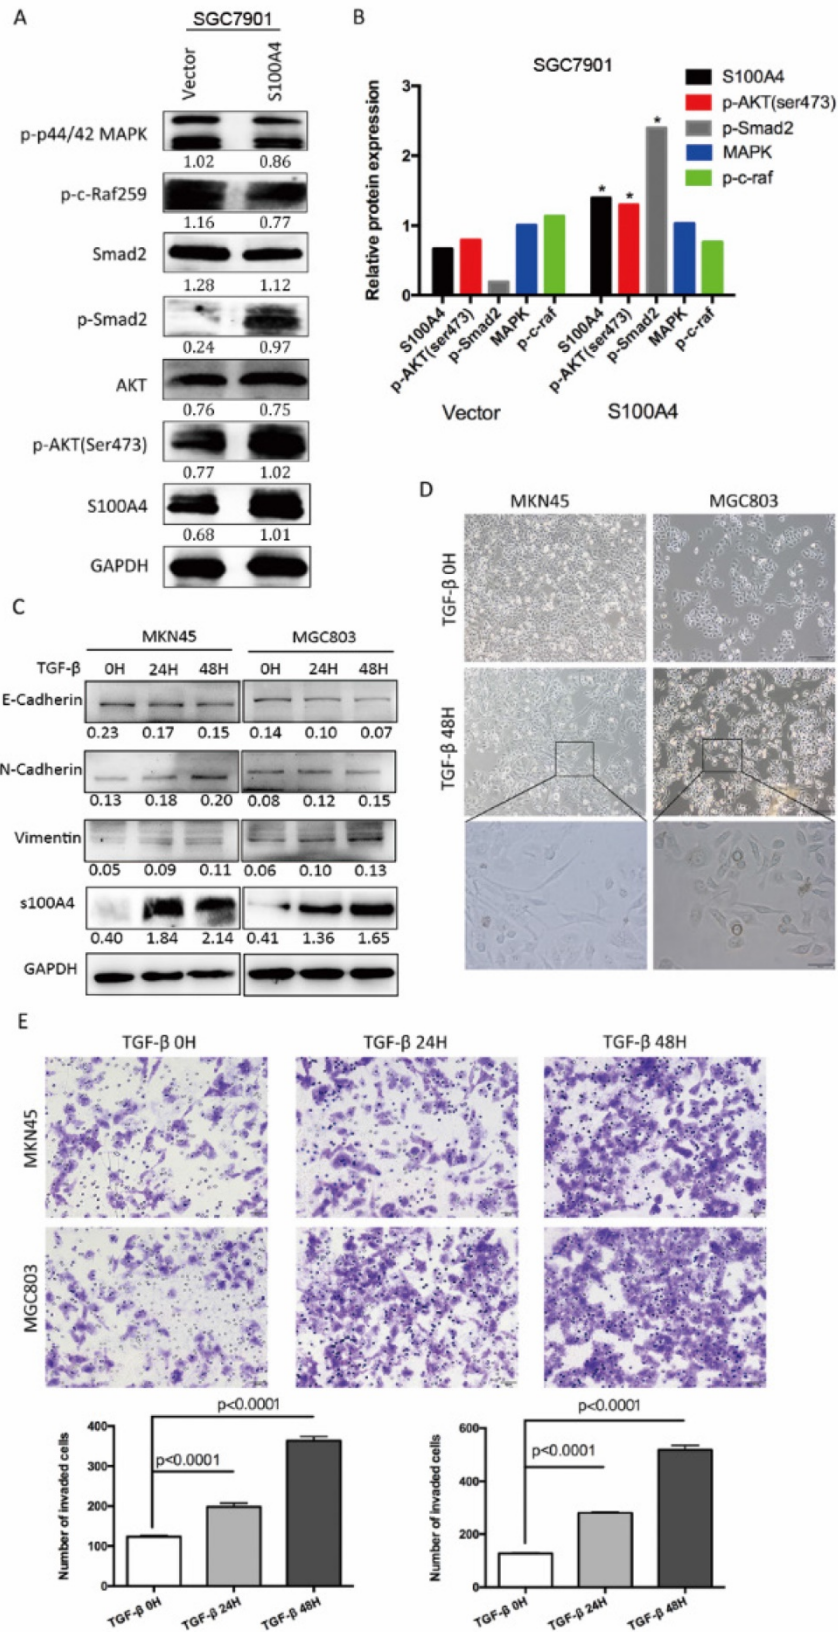 A
SGC7901
Vector
S100A4
p-p44/42 MAPK
1.02 0.86
p-c-Raf259
1.16 0.77
Smad2
1.28 1.12
p-Smad2
0.24 0.97
AKT
0.76 0.75
p-AKT(Ser473)
0.77 1.02
S100A4
0.68 1.01
GAPDH
B
SGC7901
S100A4
p-AKT(ser473)
p-Smad2
MAPK
p-c-raf
Relative protein expression
3
2
1
0
* * *
S100A4
p-AKT(ser473)
p-Smad2
MAPK
p-c-raf
S100A4
p-AKT(ser473)
p-Smad2
MAPK
p-c-raf
Vector S100A4
C
MKN45 MGC803
TGF-β 0H 24H 48H 0H 24H 48H
E-Cadherin
0.23 0.17 0.15 0.14 0.10 0.07
N-Cadherin
0.13 0.18 0.20 0.08 0.12 0.15
Vimentin
0.05 0.09 0.11 0.06 0.10 0.13
s100A4
0.40 1.84 2.14 0.41 1.36 1.65
GAPDH
D
MKN45 MGC803
TGF-β 0H
TGF-β 48H
E
TGF-β 0H TGF-β 24H TGF-β 48H
MKN45
MGC803
Number of invaded cells
400
300
200
100
0
p<0.0001
p<0.0001
TGF-β 0H
TGF-β 24H
TGF-β 48H
Number of invaded cells
600
400
200
0
p<0.0001
p<0.0001
TGF-β 0H
TGF-β 24H
TGF-β 48H